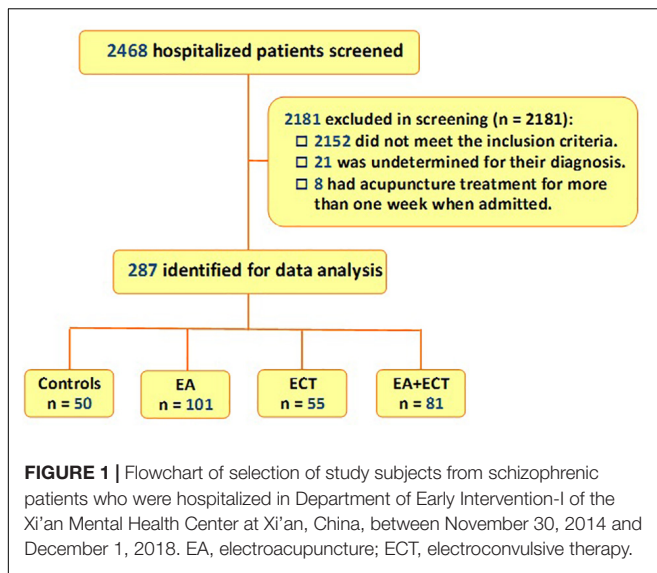 2468 hospitalized patients screened
2181 excluded in screening (n = 2181):
□ 2152 did not meet the inclusion criteria.
□ 21 was undetermined for their diagnosis.
□ 8 had acupuncture treatment for more
than one week when admitted.
287 identified for data analysis
Controls
n = 50
EA
n = 101
ECT
n = 55
EA+ECT
n = 81
FIGURE 1 | Flowchart of selection of study subjects from schizophrenic
patients who were hospitalized in Department of Early Intervention-I of the
Xi'an Mental Health Center at Xi'an, China, between November 30, 2014 and
December 1, 2018. EA, electroacupuncture; ECT, electroconvulsive therapy.